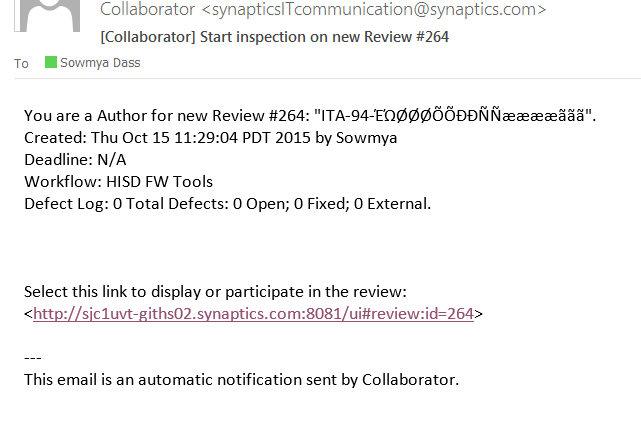 Collaborator <synapticsITcommunication@synaptics.com>
[Collaborator] Start inspection on new Review #264
To Sowmya Dass
You are a Author for new Review #264: "ITA-94-ΈΏØØØÕÕÐÐÑÑææææããã".
Created: Thu Oct 15 11:29:04 PDT 2015 by Sowmya
Deadline: N/A
Workflow: HISD FW Tools
Defect Log: 0 Total Defects: 0 Open; 0 Fixed; 0 External.
Select this link to display or participate in the review:
<http://sjc1uvt-giths02.synaptics.com:8081/ui#review:id=264>
---
This email is an automatic notification sent by Collaborator.